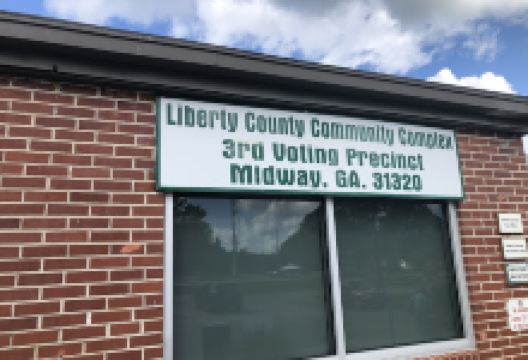 Liberty County Community Complex
3rd Voting Precinct
Midway, GA, 31320